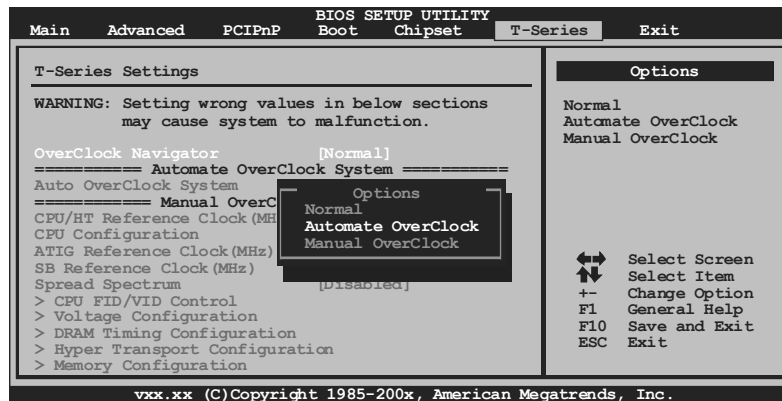 BIOS SETUP UTILITY
Main Advanced PCIPnP Boot Chipset T-Series Exit
T-Series Settings
WARNING: Setting wrong values in below sections
may cause system to malfunction.
OverClock Navigator [Normal]
=========== Automate OverClock System ===========
Auto OverClock System
============ Manual OverC
CPU/HT Reference Clock(MH
CPU Configuration
ATIG Reference Clock(MHz)
SB Reference Clock(MHz)
Spread Spectrum [Disabled]
> CPU FID/VID Control
> Voltage Configuration
> DRAM Timing Configuration
> Hyper Transport Configuration
> Memory Configuration
Options
Normal
Automate OverClock
Manual OverClock
Options
Normal
Automate OverClock
Manual OverClock
Select Screen
Select Item
+- Change Option
F1 General Help
F10 Save and Exit
ESC Exit
vxx.xx (C)Copyright 1985-200x, American Megatrends, Inc.